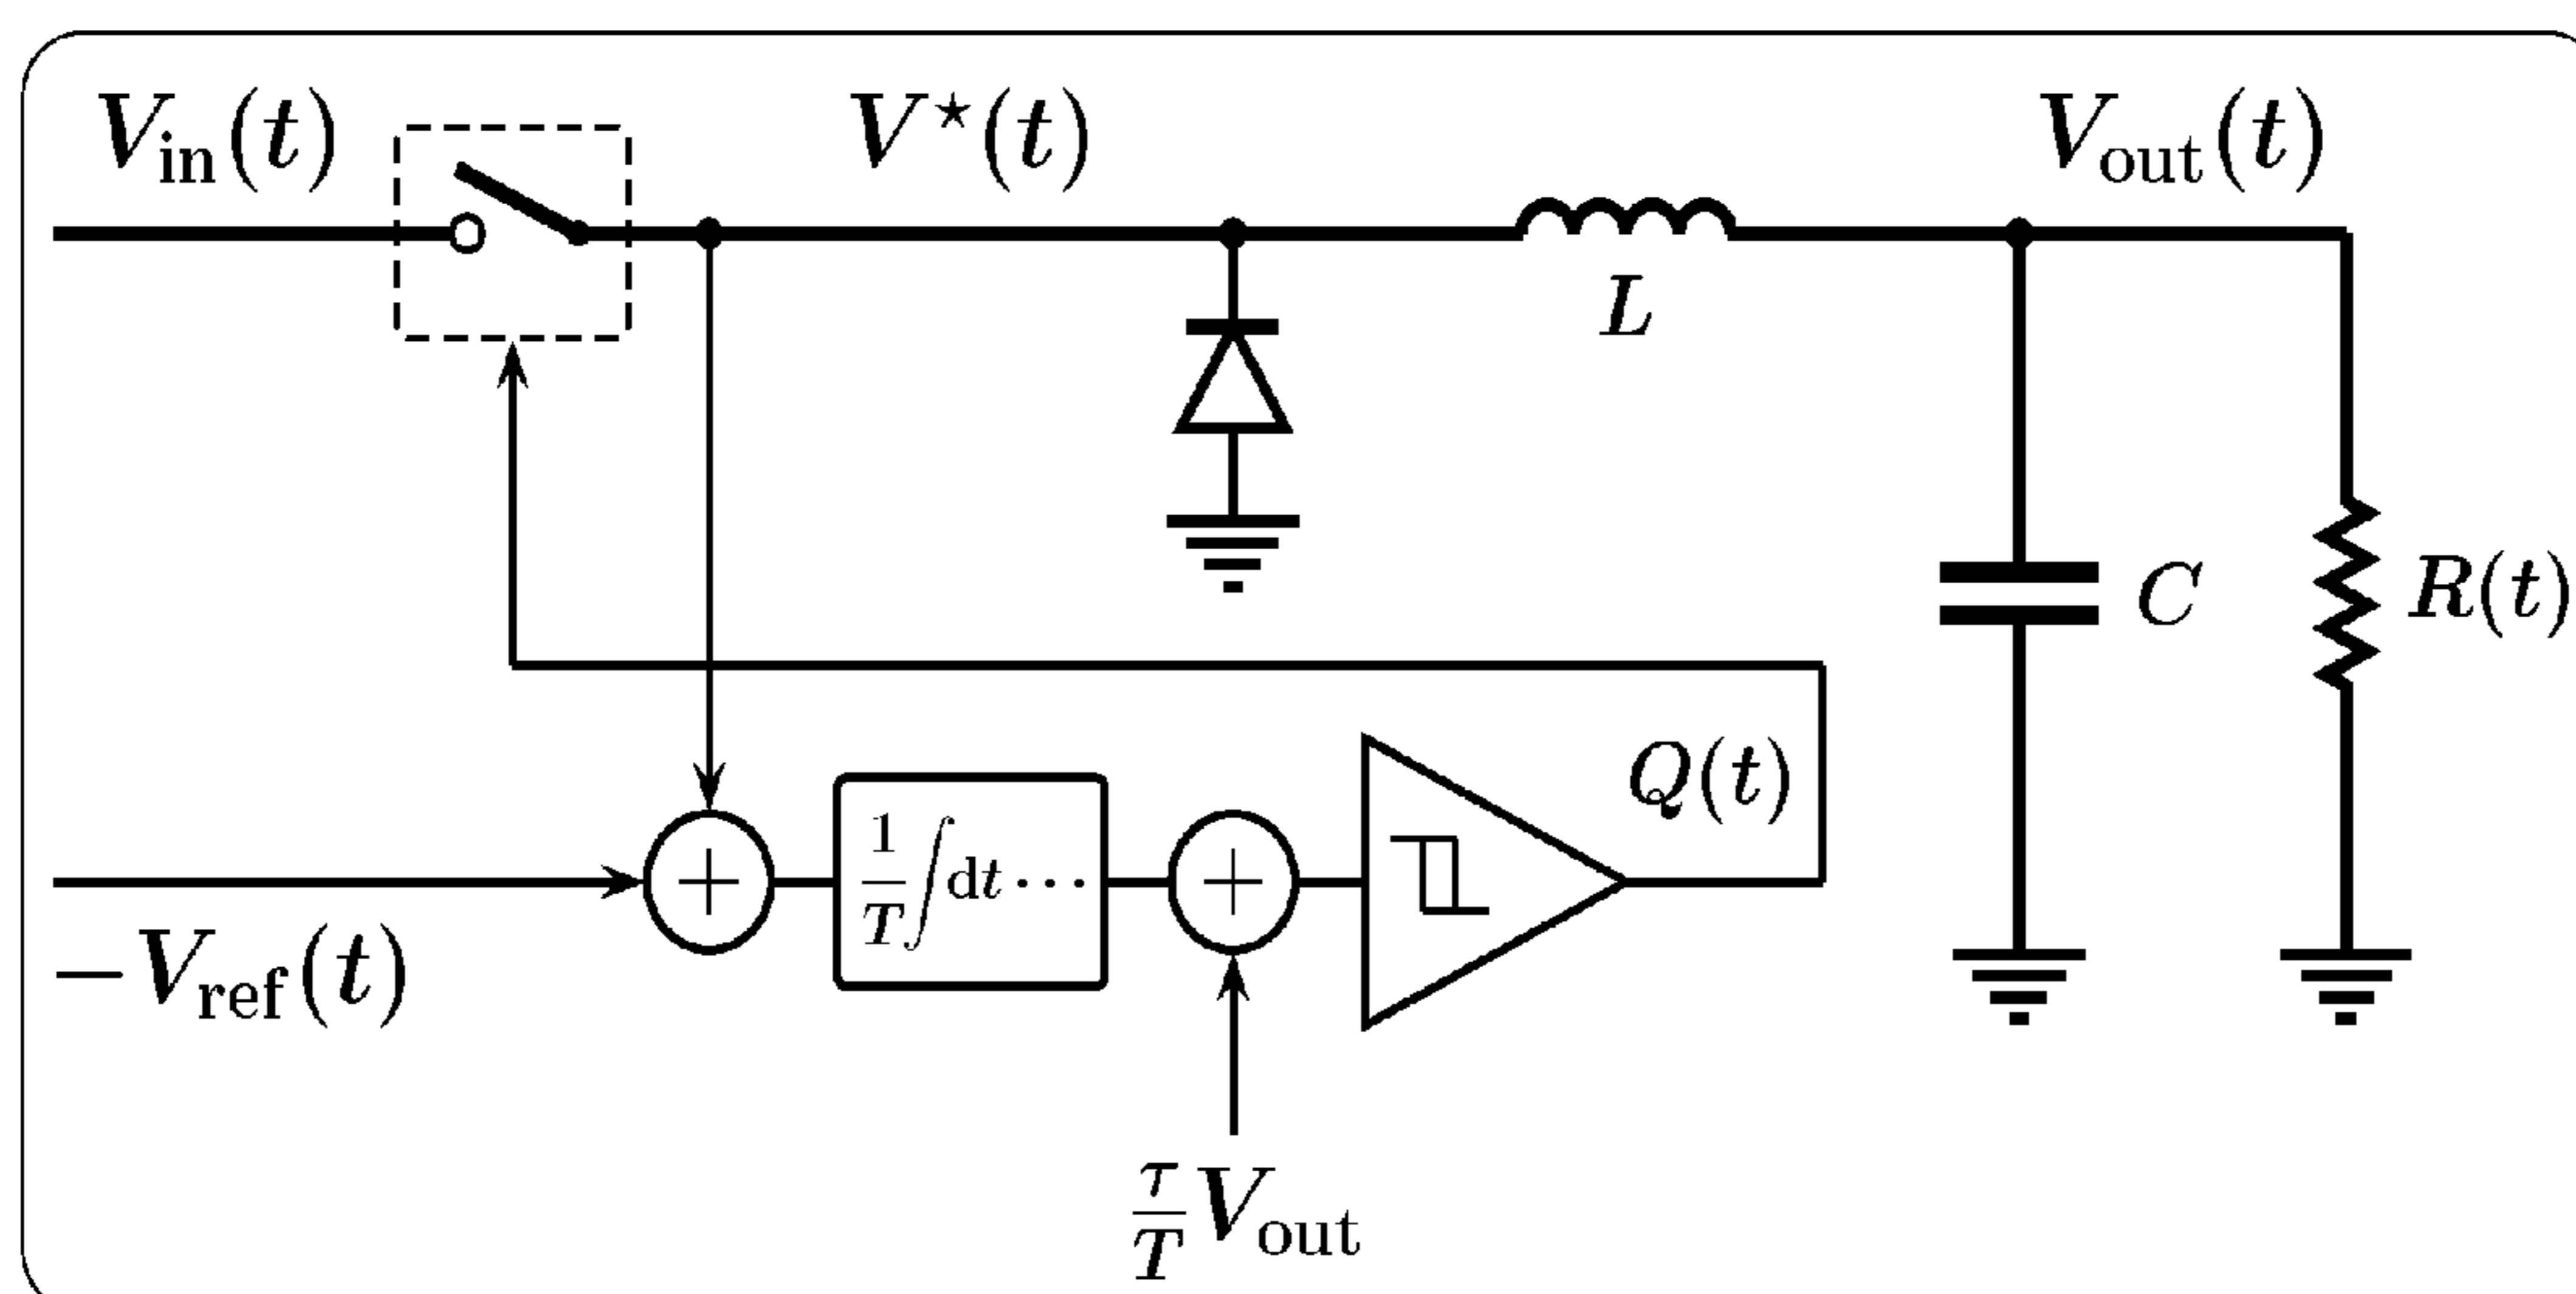 V_in(t)
V*(t)
V_out(t)
L
C
R(t)
Q(t)
1/T ∫dt ···
+
+
−V_ref(t)
τ/T V_out